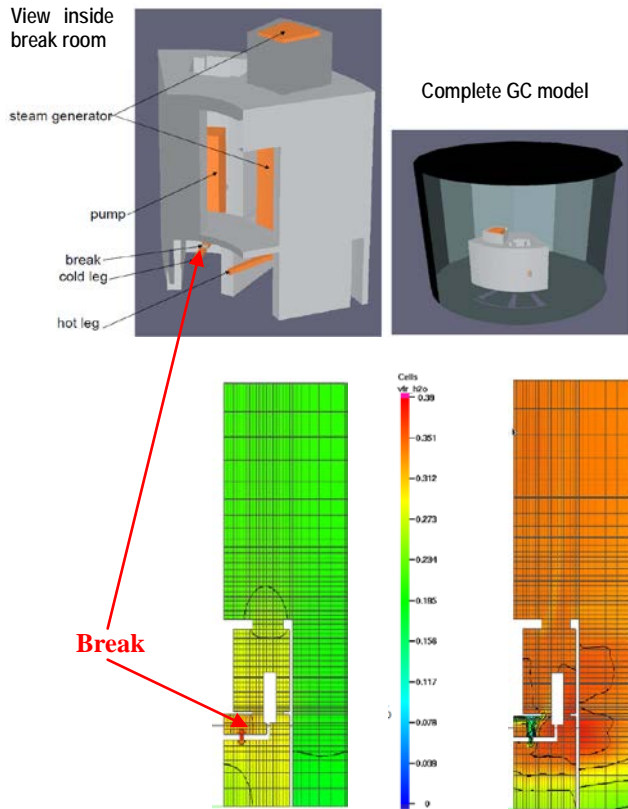 View inside
break room
Complete GC model
steam generator
pump
break
cold leg
hot leg
Cells
vfr_h2o
0.39
0.351
0.312
0.273
0.234
0.195
0.156
0.117
0.078
0.039
0
Break